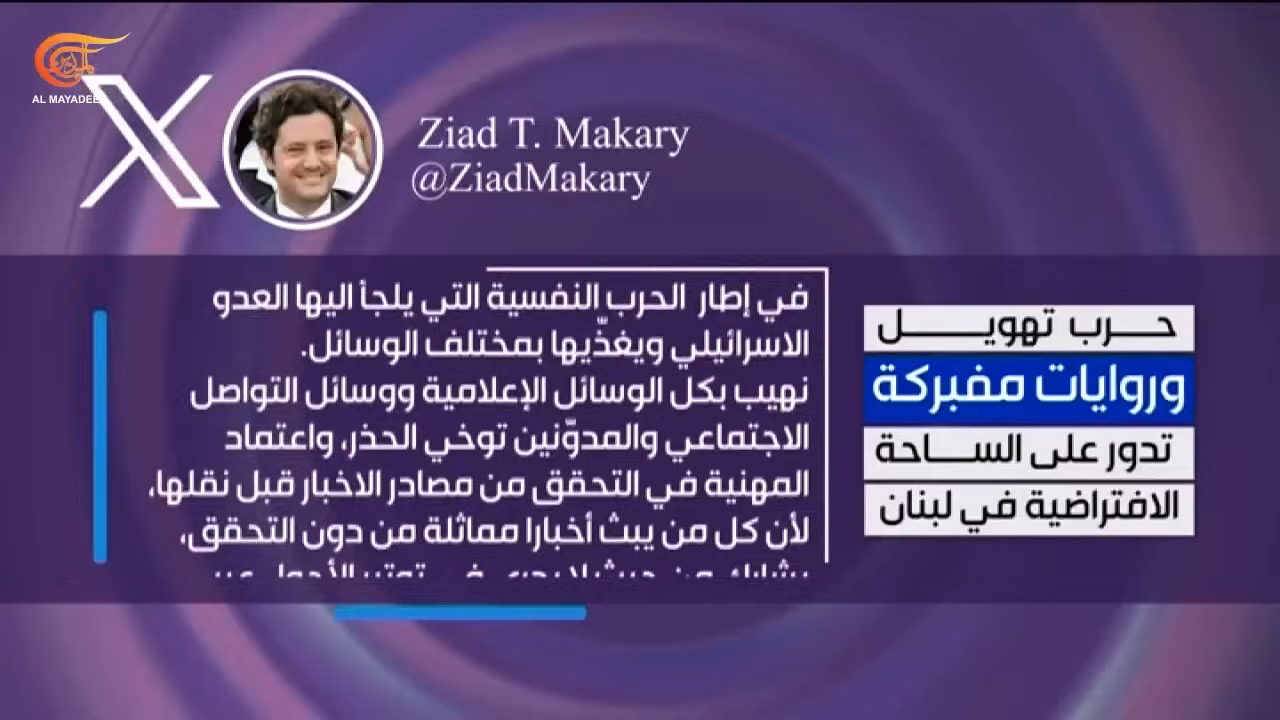 AL MAYADEE
Ziad T. Makary
@ZiadMakary
في إطار الحرب النفسية التي يلجأ اليها العدو
الاسرائيلي ويغذّيها بمختلف الوسائل.
نهيب بكل الوسائل الإعلامية ووسائل التواصل
الاجتماعي والمدوّنين توخي الحذر، واعتماد
المهنية في التحقق من مصادر الاخبار قبل نقلها،
لأن كل من يبث أخبارا مماثلة من دون التحقق،
حرب تهويل
وروايات مفبركة
تدور على الساحة
الافتراضية في لبنان